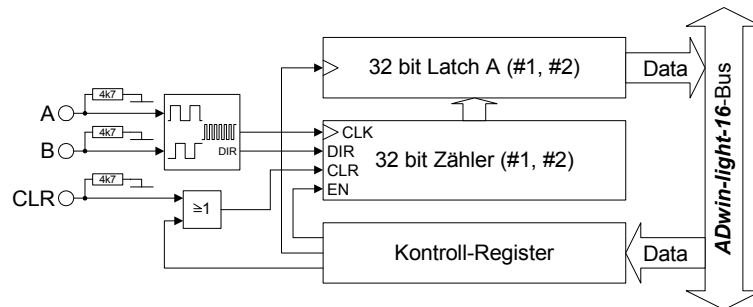 32 bit Latch A (#1, #2)
Data
4k7
A
4k7
B
DIR
CLK
DIR
CLR
EN
32 bit Zähler (#1, #2)
4k7
CLR
≥1
Kontroll-Register
Data
ADwin-light-16-Bus